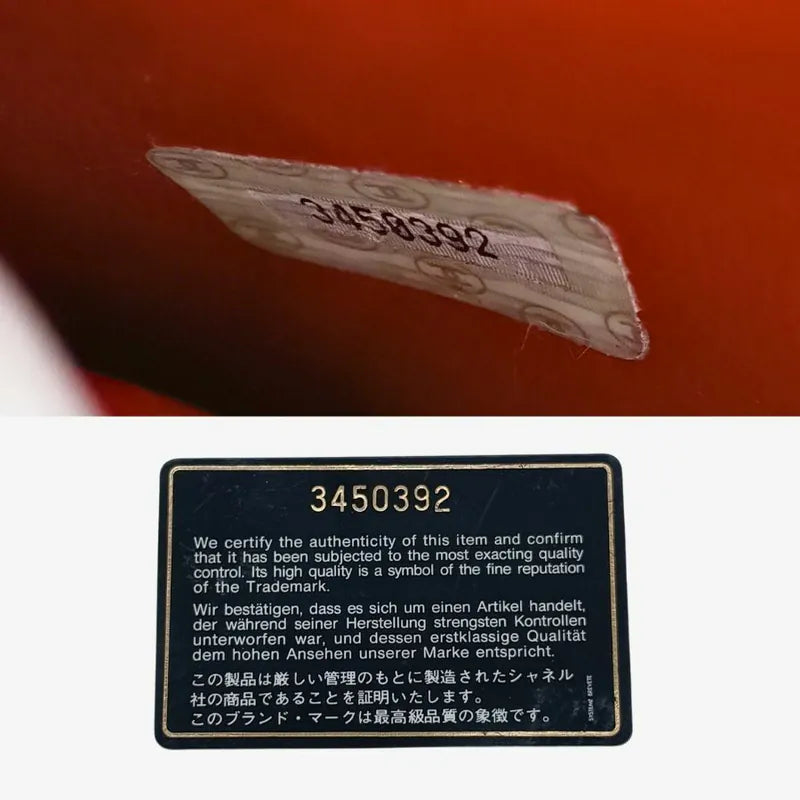 3450392
3450392
We certify the authenticity of this item and confirm
that it has been subjected to the most exacting quality
control. Its high quality is a symbol of the fine reputation
of the Trademark.
Wir bestätigen, dass es sich um einen Artikel handelt,
der während seiner Herstellung strengsten Kontrollen
unterworfen war, und dessen erstklassige Qualität
dem hohen Ansehen unserer Marke entspricht.
この製品は厳しい管理のもとに製造されたシャネル
社の商品であることを証明いたします。
このブランド・マークは最高級品質の象徴です。
SYSTEME BREVETE